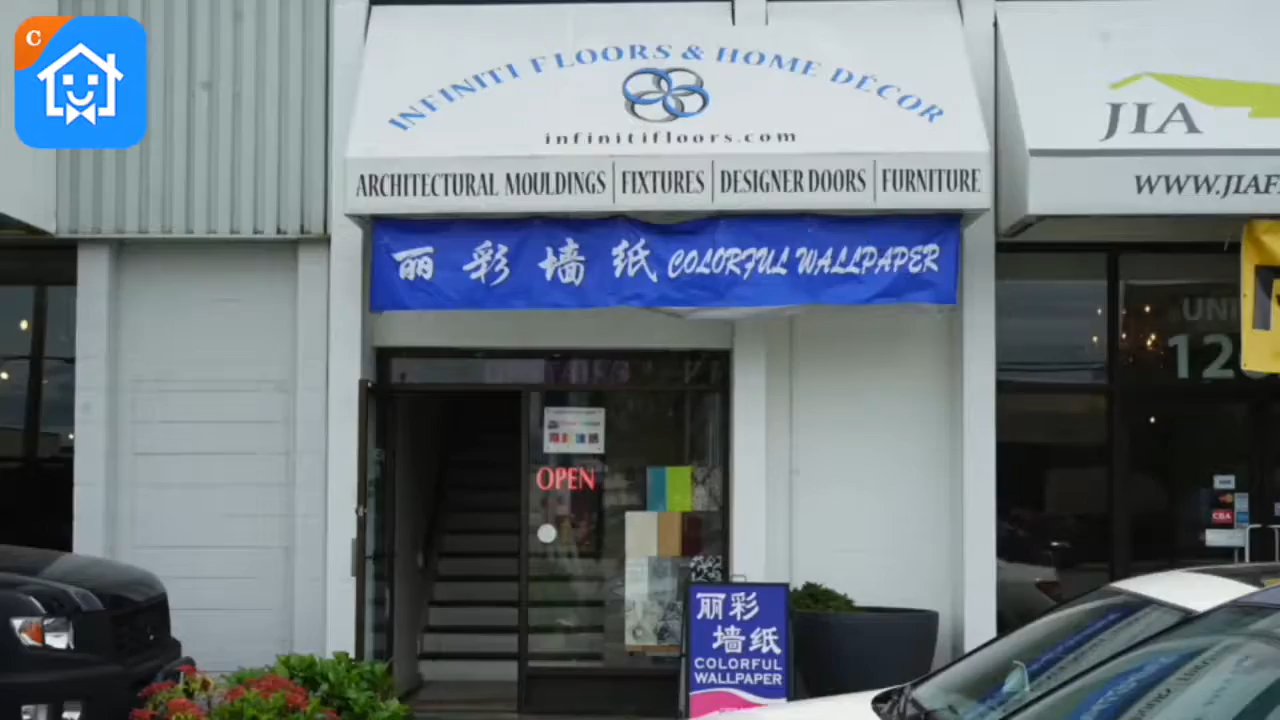 C
INFINITI FLOORS & HOME DÉCOR
infinitifloors.com
ARCHITECTURAL MOULDINGS | FIXTURES | DESIGNER DOORS | FURNITURE
丽彩墙纸 COLORFUL WALLPAPER
OPEN
丽彩
墙纸
COLORFUL
WALLPAPER
JIA
WWW.JIAF
UNI
12